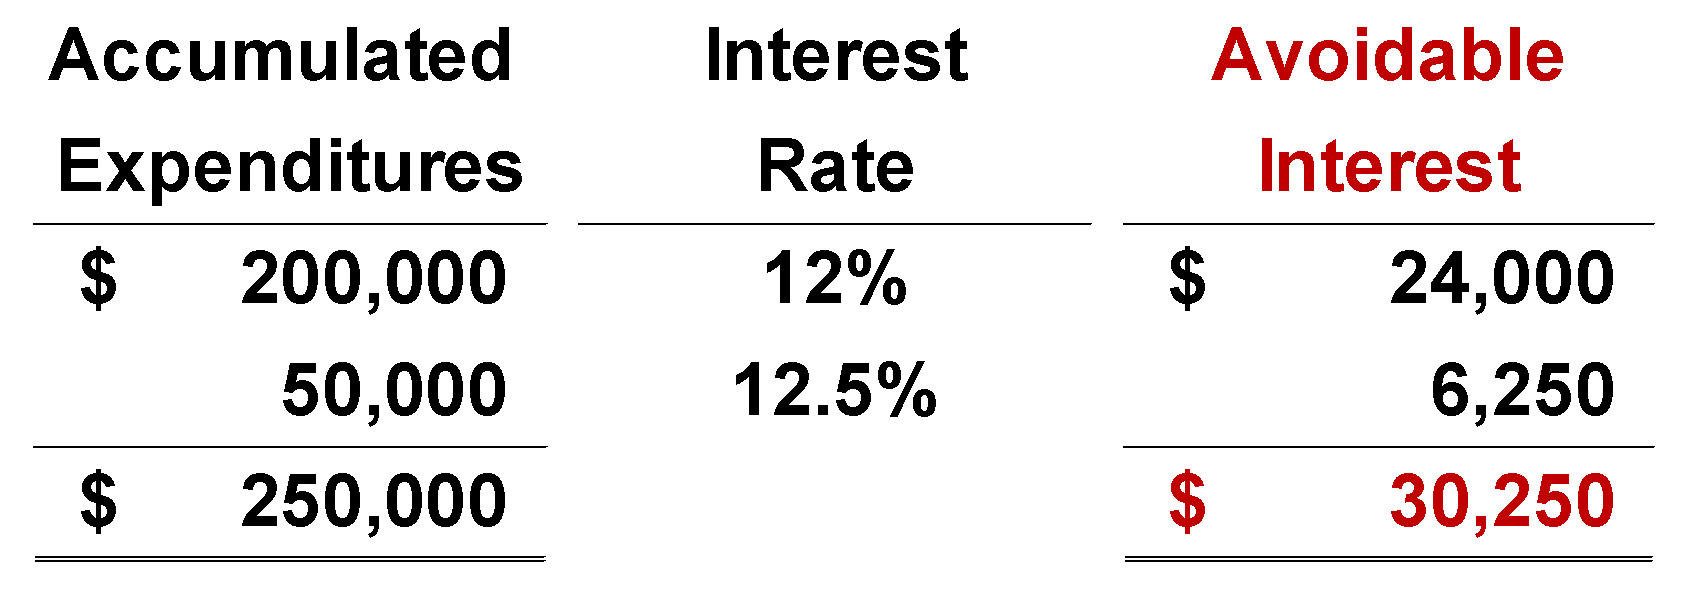 Accumulated Interest Avoidable
Expenditures Rate Interest
$ 200,000 12% $ 24,000
50,000 12.5% 6,250
$ 250,000 $ 30,250